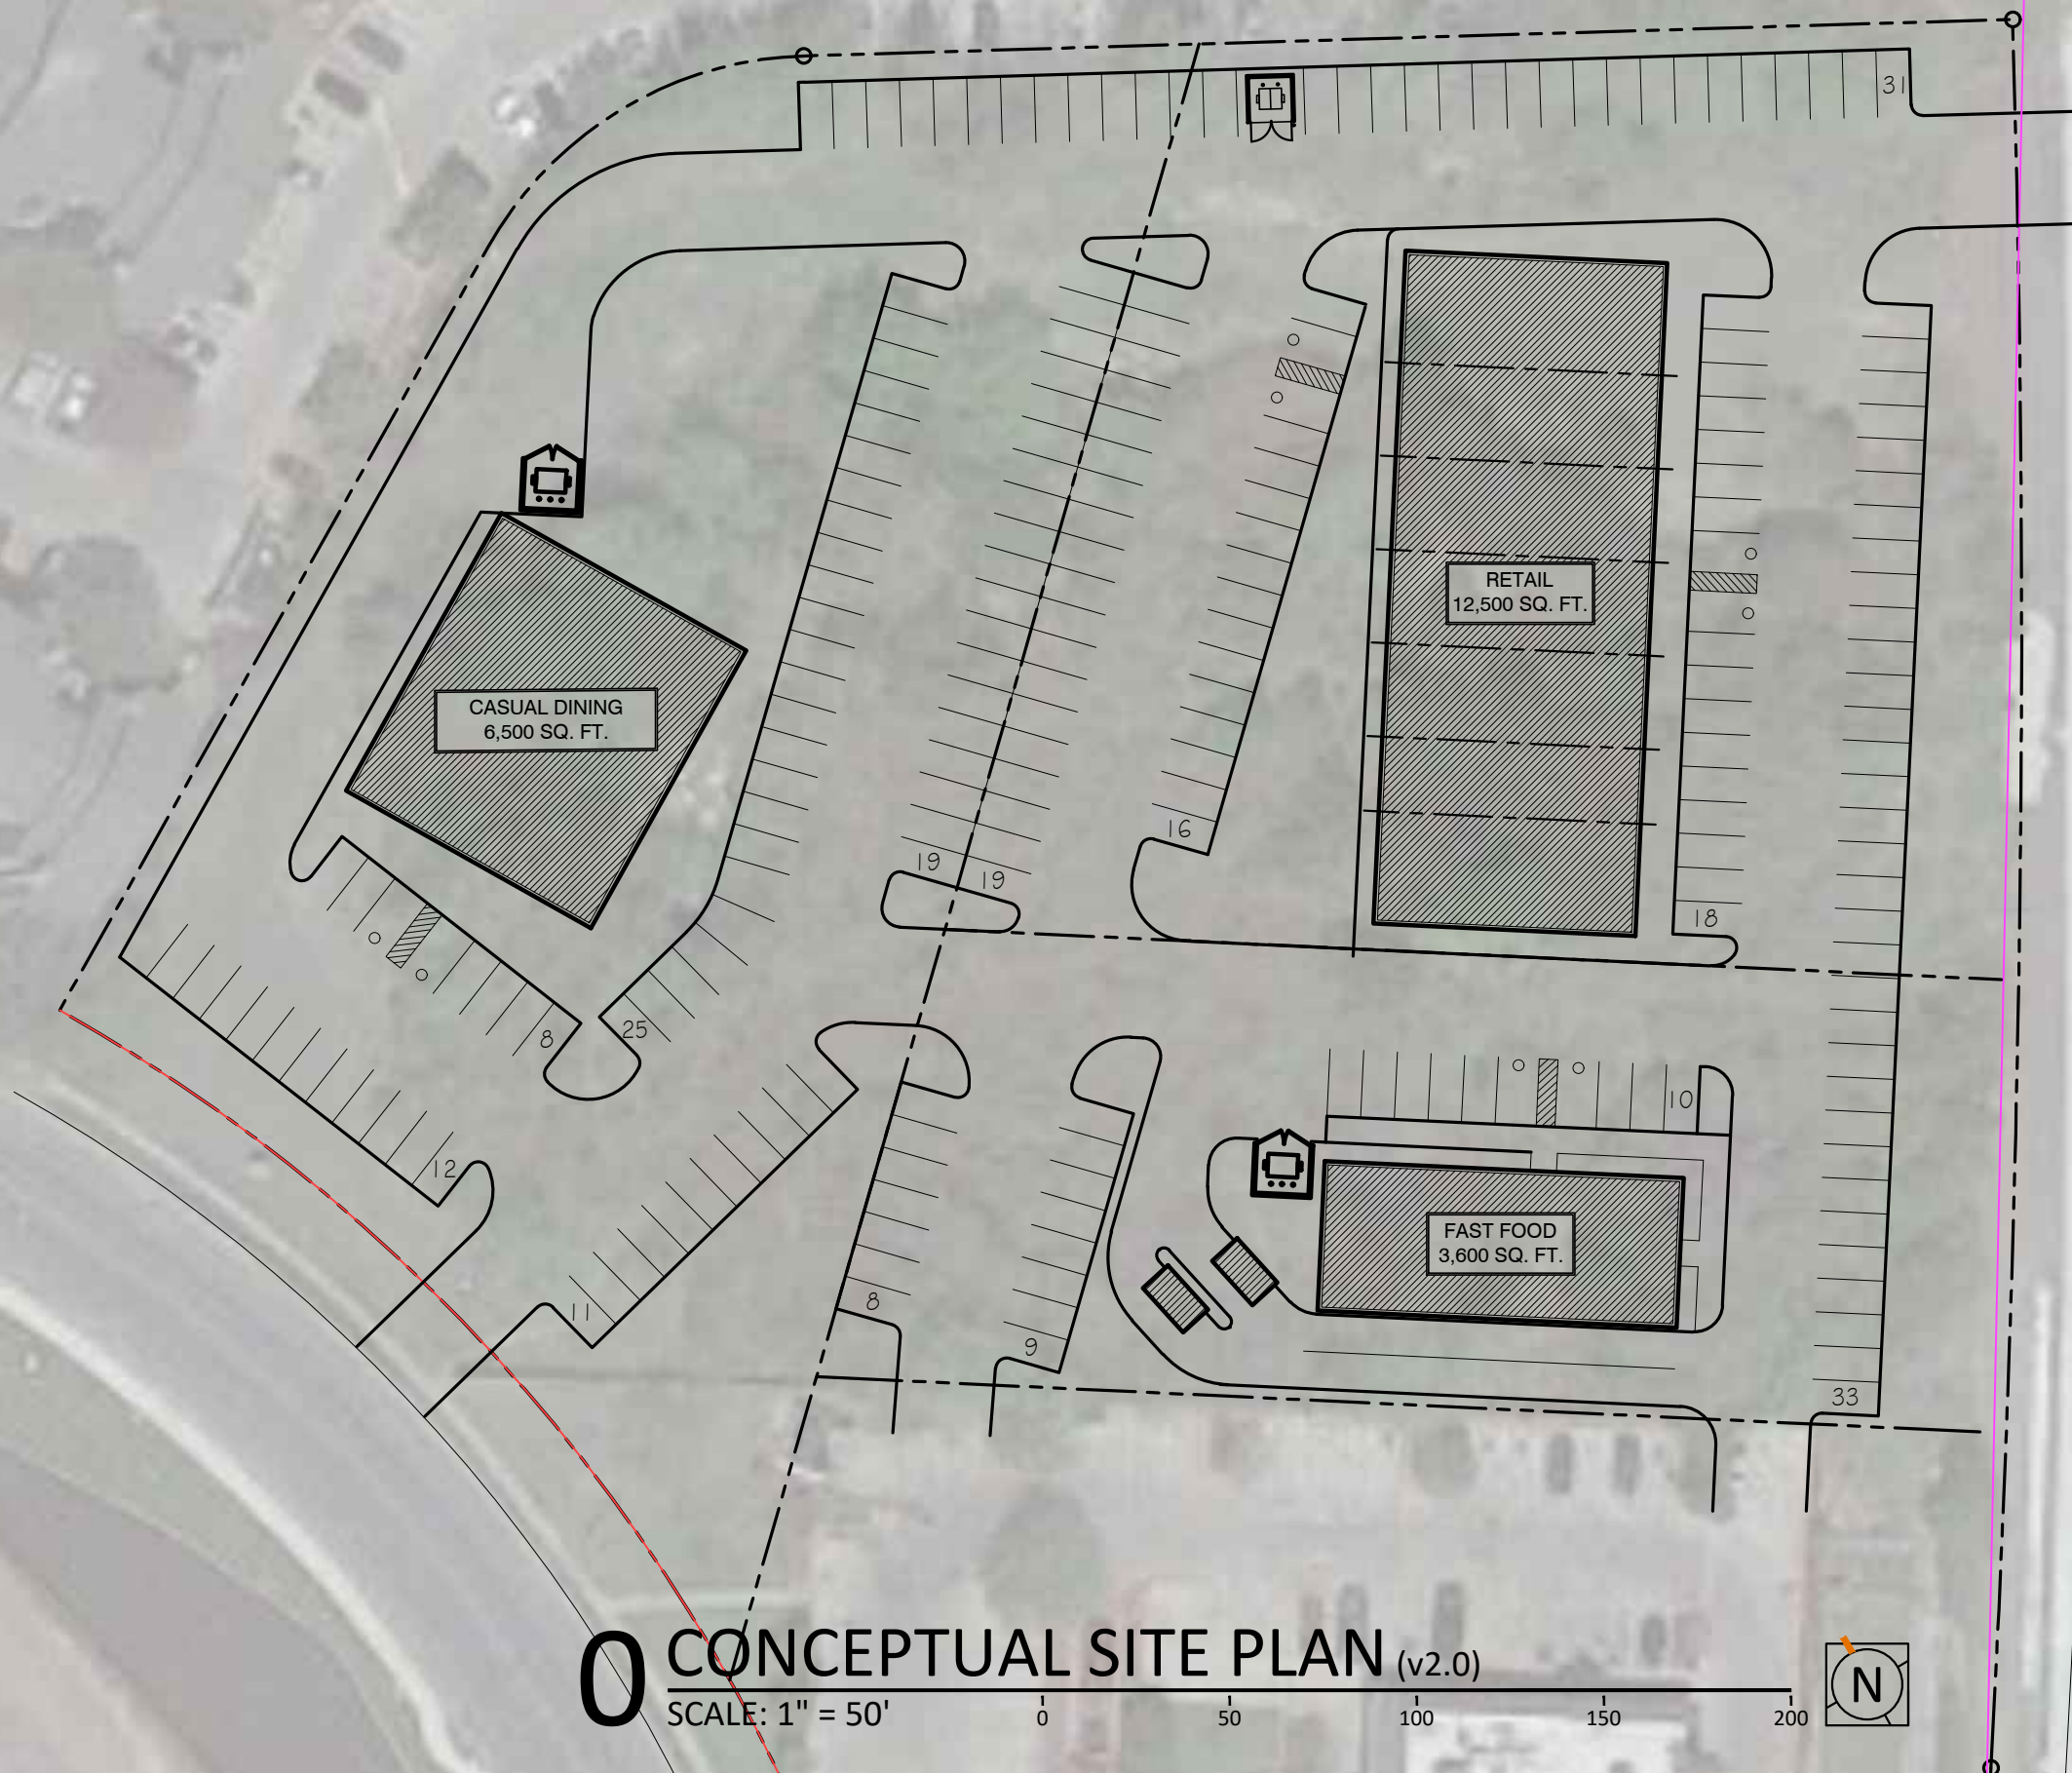 31
RETAIL
12,500 SQ. FT.
CASUAL DINING
6,500 SQ. FT.
16
19
19
18
8
25
10
12
FAST FOOD
3,600 SQ. FT.
11
8
9
33
0 CONCEPTUAL SITE PLAN (v2.0)
SCALE: 1" = 50'
0 50 100 150 200
N